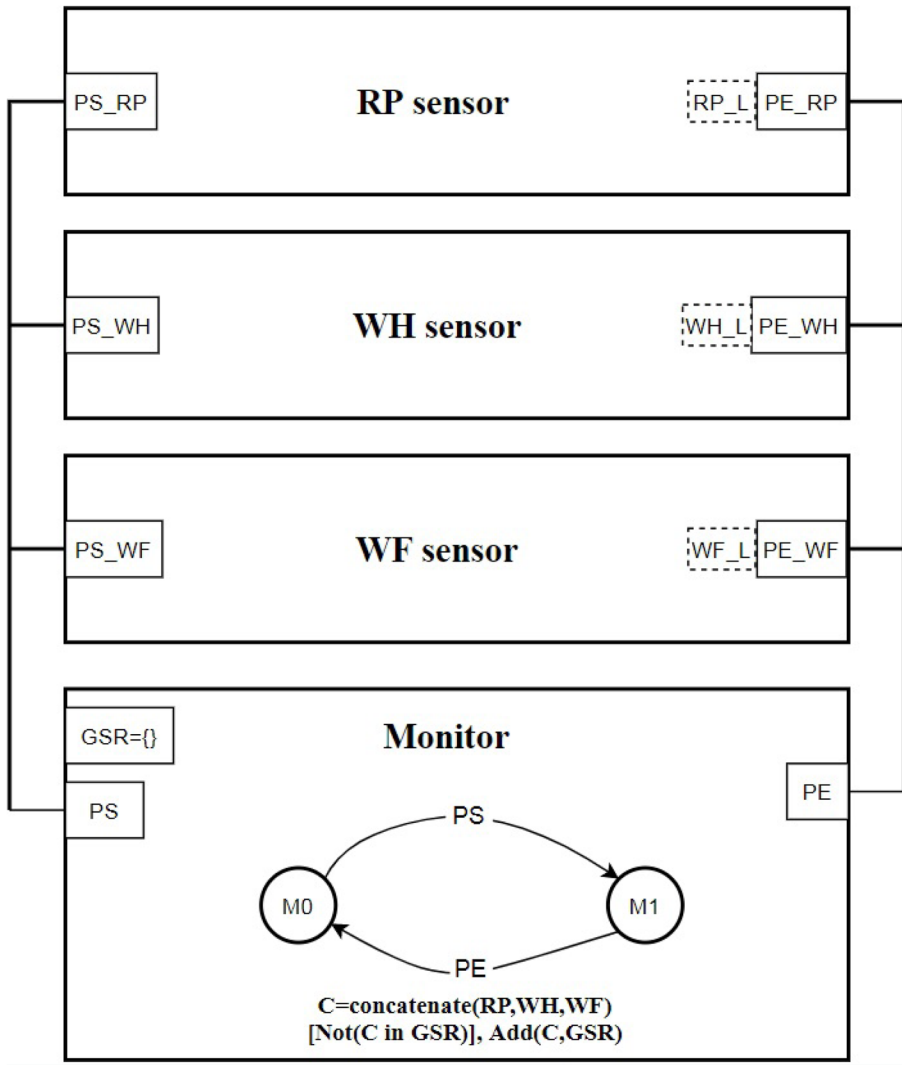 PS_RP
RP sensor
RP_L
PE_RP
PS_WH
WH sensor
WH_L
PE_WH
PS_WF
WF sensor
WF_L
PE_WF
GSR={}
Monitor
PS
PE
PS
M0
M1
PE
C=concatenate(RP,WH,WF)
[Not(C in GSR)], Add(C,GSR)